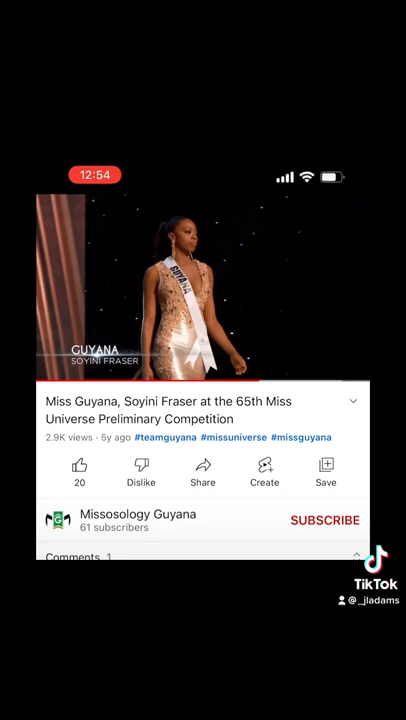 12:54
GUYANA
GUYANA
SOYINI FRASER
Miss Guyana, Soyini Fraser at the 65th Miss
Universe Preliminary Competition
2.9K views · 5y ago #teamguyana #missuniverse #missguyana
20
Dislike
Share
Create
Save
G
Missosology Guyana
61 subscribers
SUBSCRIBE
Comments 1
TikTok
@_jladams